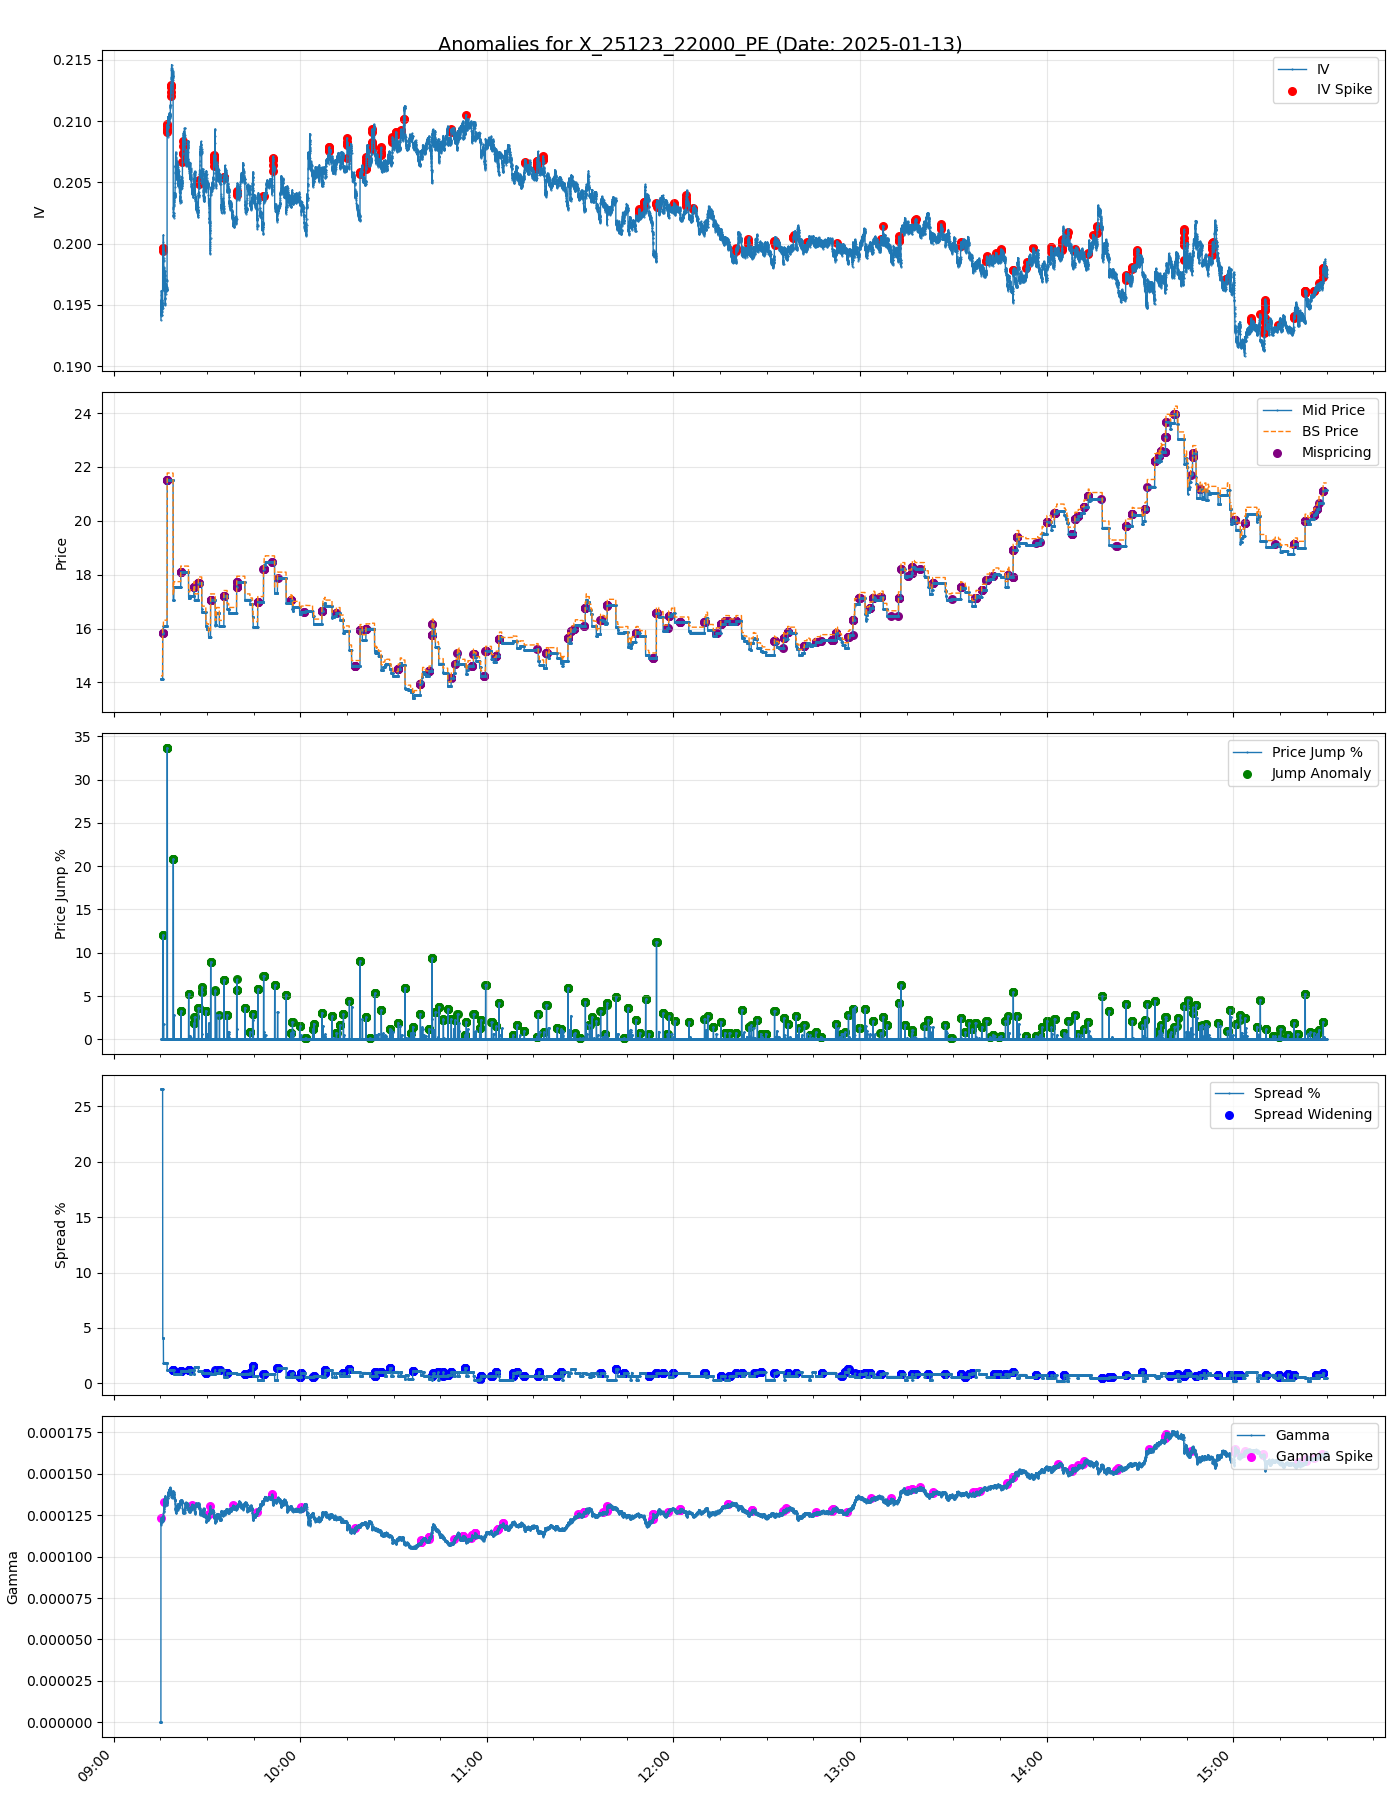 Anomalies for X_25123_22000_PE (Date: 2025-01-13)
0.215
0.210
0.205
0.200
0.195
0.190
IV
IV
IV Spike
24
22
20
18
16
14
Price
Mid Price
BS Price
Mispricing
35
30
25
20
15
10
5
0
Price Jump %
Price Jump %
Jump Anomaly
25
20
15
10
5
0
Spread %
Spread %
Spread Widening
0.000175
0.000150
0.000125
0.000100
0.000075
0.000050
0.000025
0.000000
Gamma
Gamma
Gamma Spike
09:00
10:00
11:00
12:00
13:00
14:00
15:00